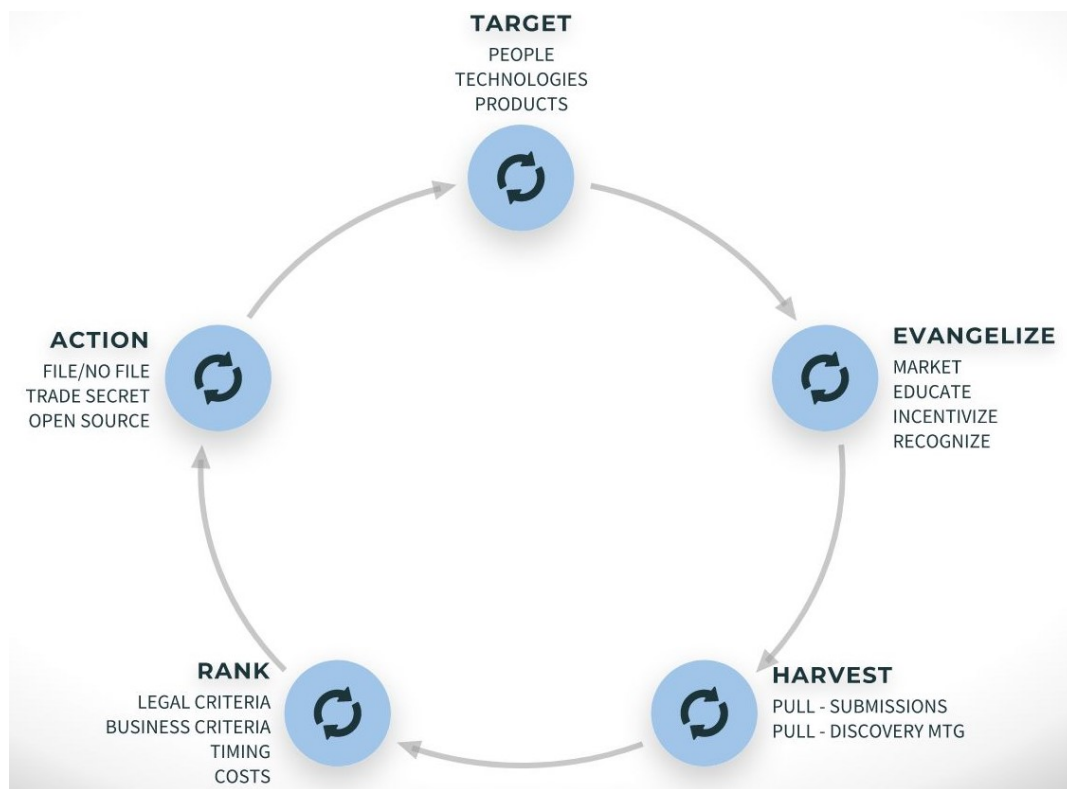 TARGET
PEOPLE
TECHNOLOGIES
PRODUCTS
EVANGELIZE
MARKET
EDUCATE
INCENTIVIZE
RECOGNIZE
HARVEST
PULL - SUBMISSIONS
PULL - DISCOVERY MTG
RANK
LEGAL CRITERIA
BUSINESS CRITERIA
TIMING
COSTS
ACTION
FILE/NO FILE
TRADE SECRET
OPEN SOURCE